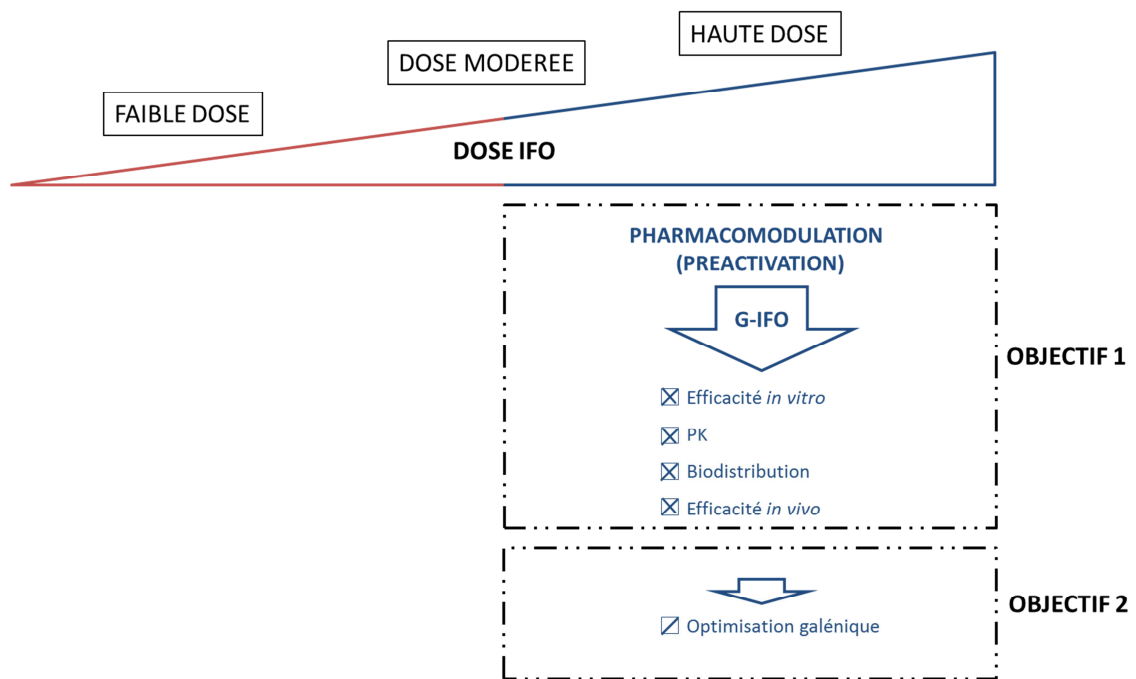 HAUTE DOSE
DOSE MODEREE
FAIBLE DOSE
DOSE IFO
PHARMACOMODULATION
(PREACTIVATION)
G-IFO
OBJECTIF 1
Efficacité in vitro
PK
Biodistribution
Efficacité in vivo
OBJECTIF 2
Optimisation galénique